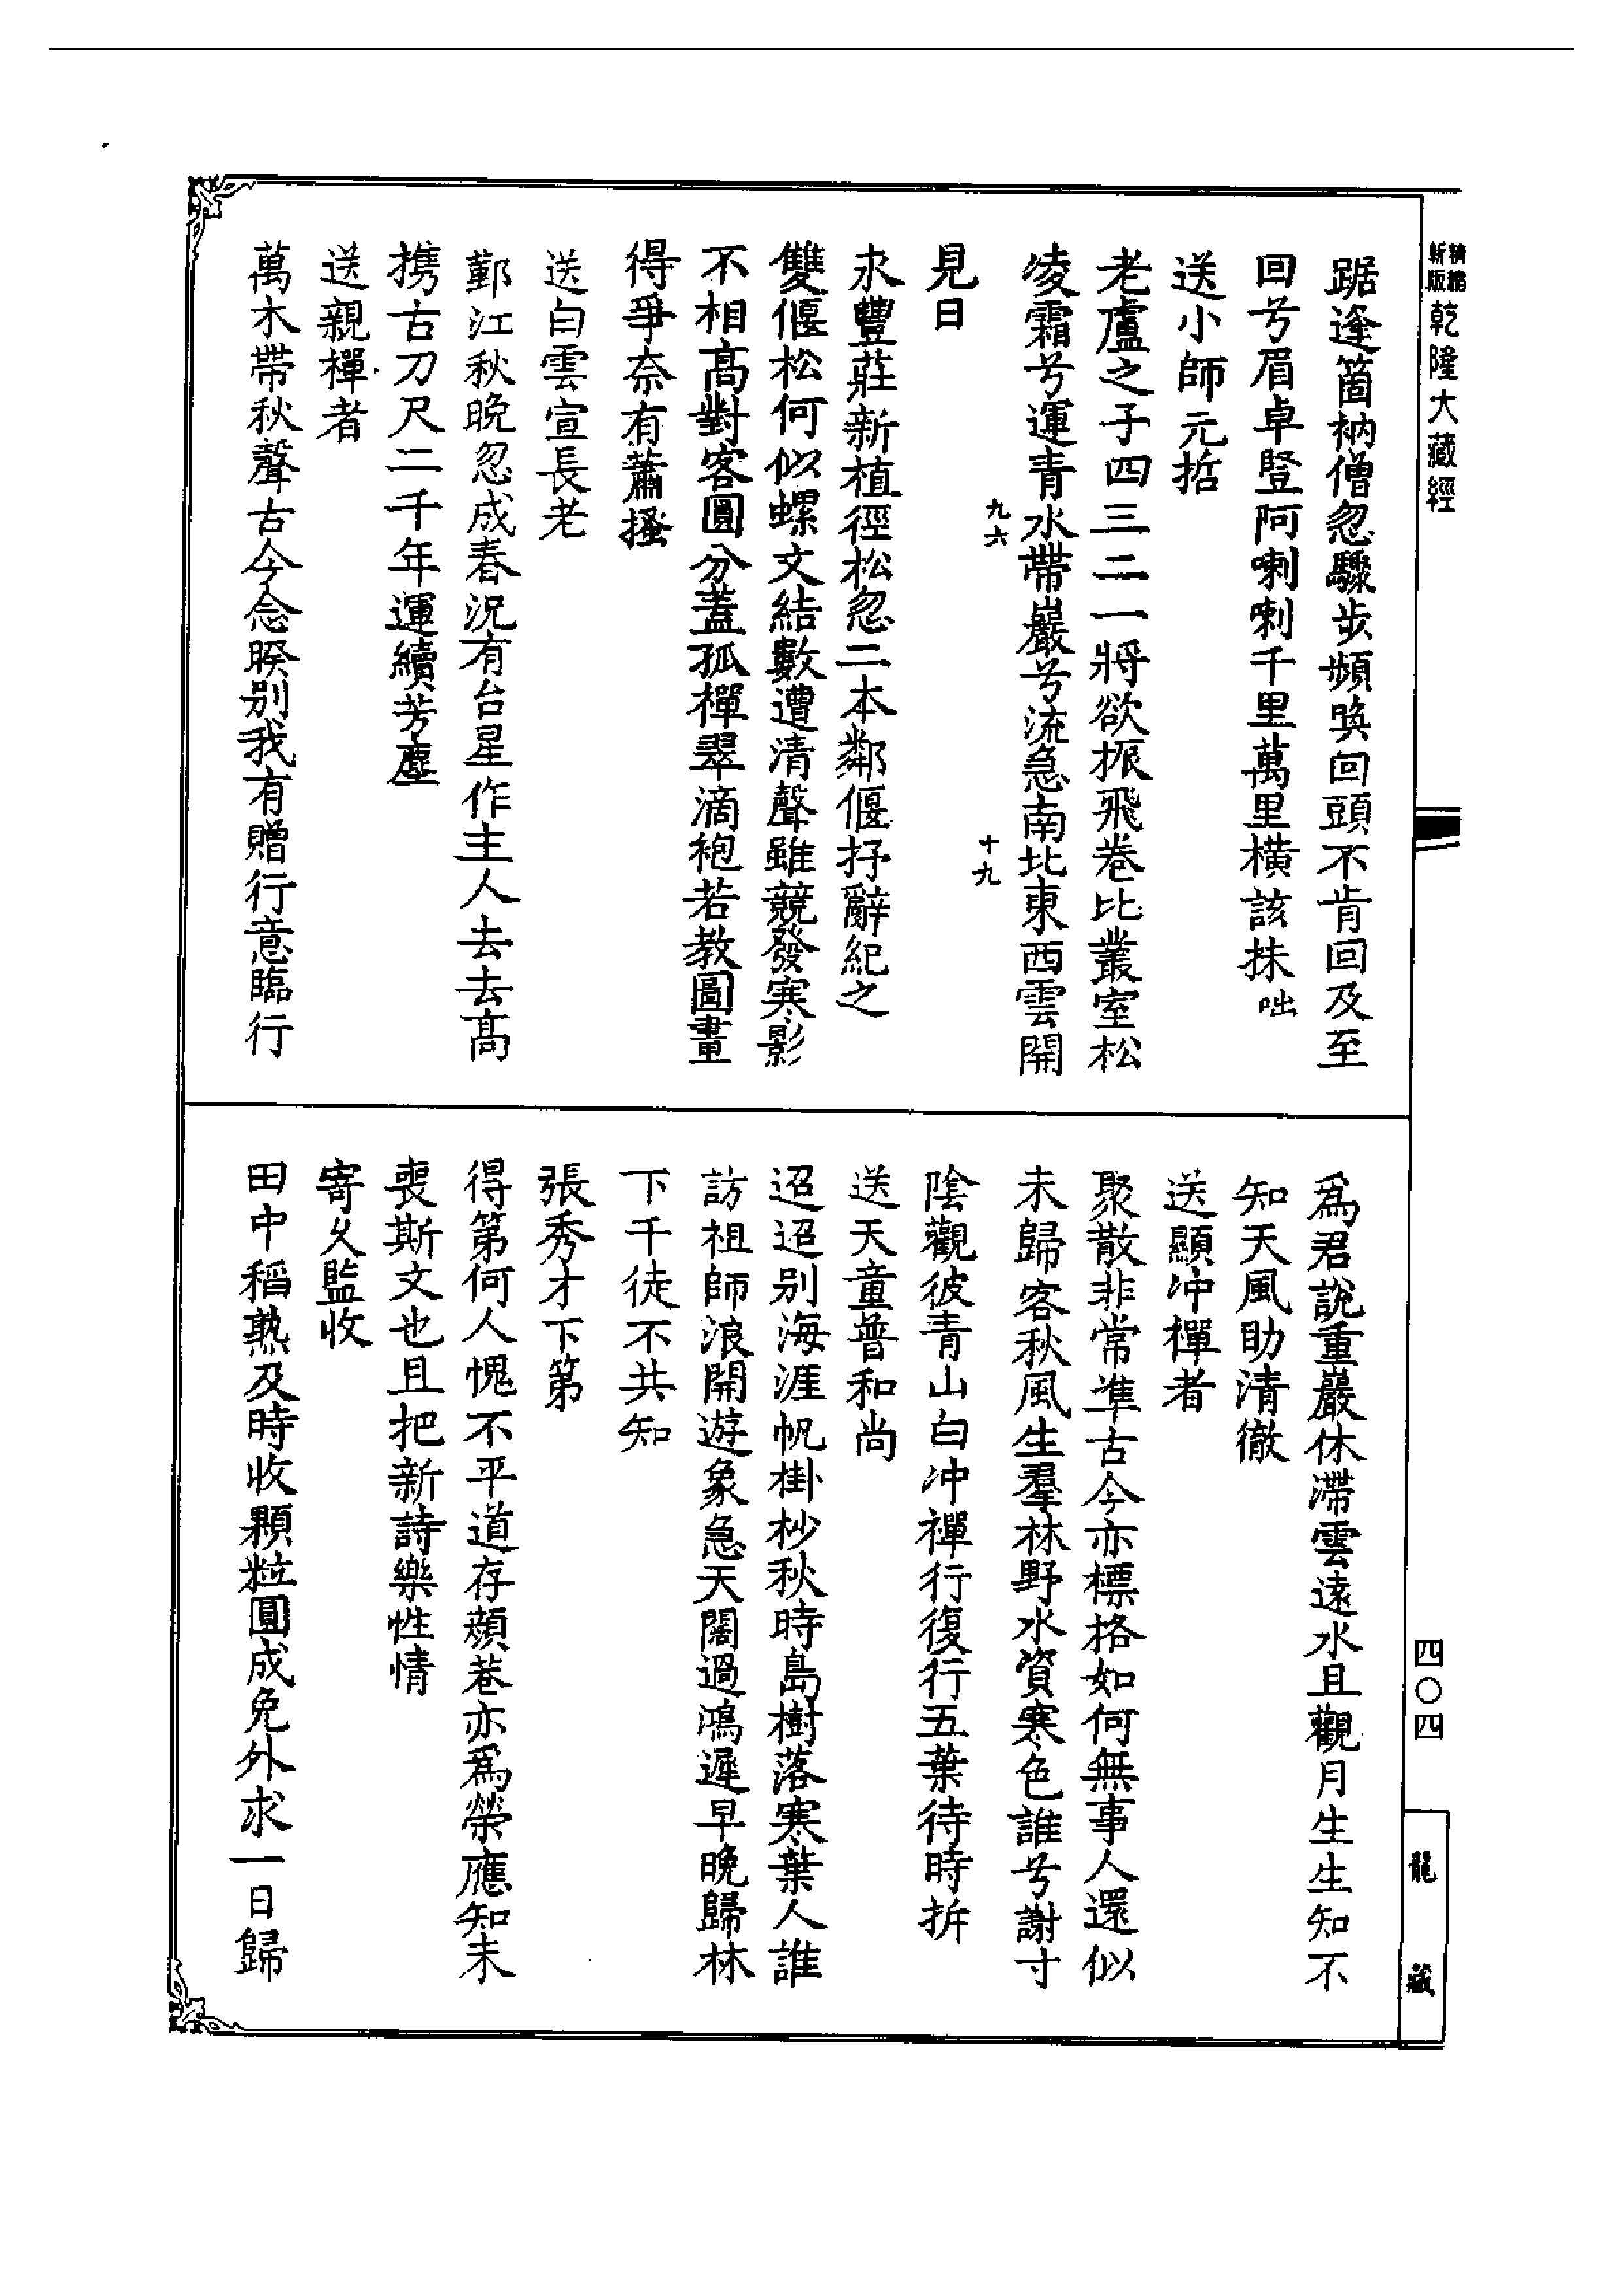 精縮新版乾隆大藏經
踞逢箇衲僧忽驟步頻喚回頭不肯回及至
回兮眉卓豎阿喇喇千里萬里橫該抹咄
送小師元哲
老盧之子四三二一將欲振飛卷比叢室松
凌霜兮運青水帶巖兮流急南北東西雲開
九六
十九
見日
永豐莊新植徑松忽二本鄰偃抒辭紀之
雙偃松何似螺文結數遭清聲雖競發寒影
不相高對客圓分蓋孤禪翠滴袍若教圖畫
得爭奈有蕭搔
送白雲宣長老
鄞江秋晚忽成春況有台星作主人去去高
携古刀尺二千年運續芳塵
送親禪者
萬木帶秋聲古今念暌別我有贈行意臨行
為君說重巖休滯雲遠水且觀月生生知不
知天風助清徹
送顯冲禪者
聚散非常準古今亦標格如何無事人還似
未歸客秋風生羣林野水資寒色誰兮謝寸
陰觀彼青山白冲禪行復行五葉待時拆
送天童普和尚
迢迢別海涯帆掛杪秋時島樹落寒葉人誰
訪祖師浪開遊象急天闊過鴻遲早晚歸林
下千徒不共知
張秀才下第
得第何人愧不平道存顏巷亦為榮應知未
喪斯文也且把新詩樂性情
寄久監收
田中稻熟及時收顆粒圓成免外求一日歸
四〇四
龍藏